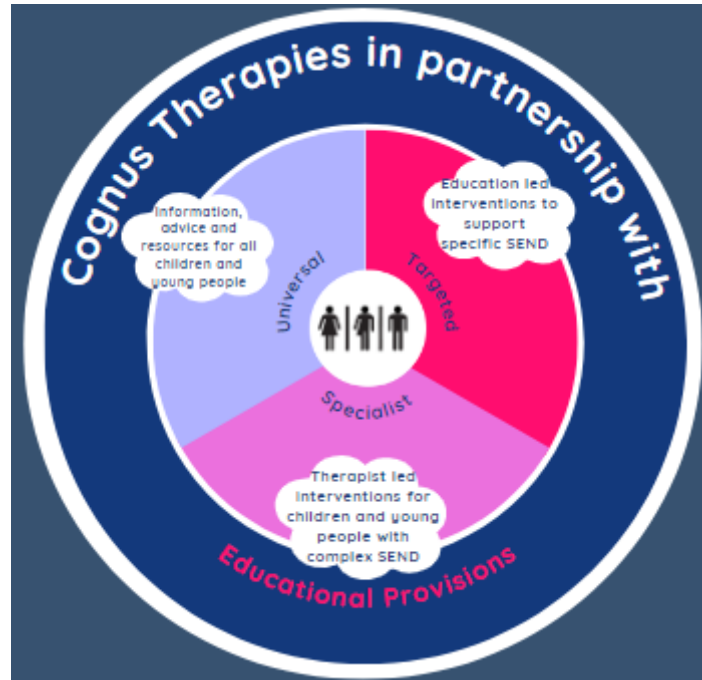 Cognus Therapies in partnership with
Information,
advice and
resources for all
children and
young people
Universal
Education led
interventions to
support
specific SEND
Targeted
Specialist
Therapist led
interventions for
children and young
people with
complex SEND
Educational Provisions